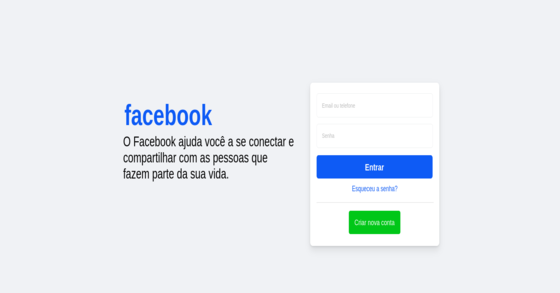 facebook
O Facebook ajuda você a se conectar e
compartilhar com as pessoas que
fazem parte da sua vida.
Email ou telefone
Senha
Entrar
Esqueceu a senha?
Criar nova conta